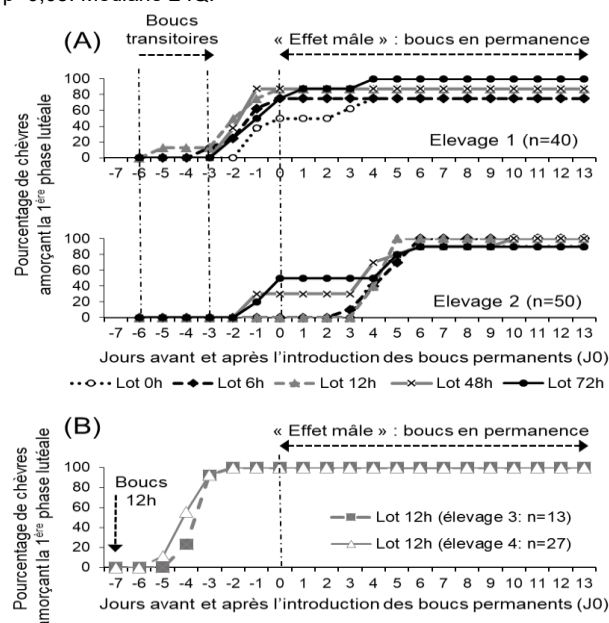 p<0,05. Médiane ±IQ.
Boucs
transitoires
(A)
« Effet mâle » : boucs en permanence
Pourcentage de chèvres
amorçant la 1ère phase lutéale
100
80
60
40
20
0
Elevage 1 (n=40)
-7 -6 -5 -4 -3 -2 -1 0 1 2 3 4 5 6 7 8 9 10 11 12 13
100
80
60
40
20
0
Elevage 2 (n=50)
-7 -6 -5 -4 -3 -2 -1 0 1 2 3 4 5 6 7 8 9 10 11 12 13
Jours avant et après l'introduction des boucs permanents (J0)
Lot 0h Lot 6h Lot 12h Lot 48h Lot 72h
(B)
« Effet mâle » : boucs en permanence
Pourcentage de chèvres
amorçant la 1ère phase lutéale
100
80
60
40
20
0
Boucs
12h
Lot 12h (élevage 3: n=13)
Lot 12h (élevage 4: n=27)
-7 -6 -5 -4 -3 -2 -1 0 1 2 3 4 5 6 7 8 9 10 11 12 13
Jours avant et après l'introduction des boucs permanents (J0)